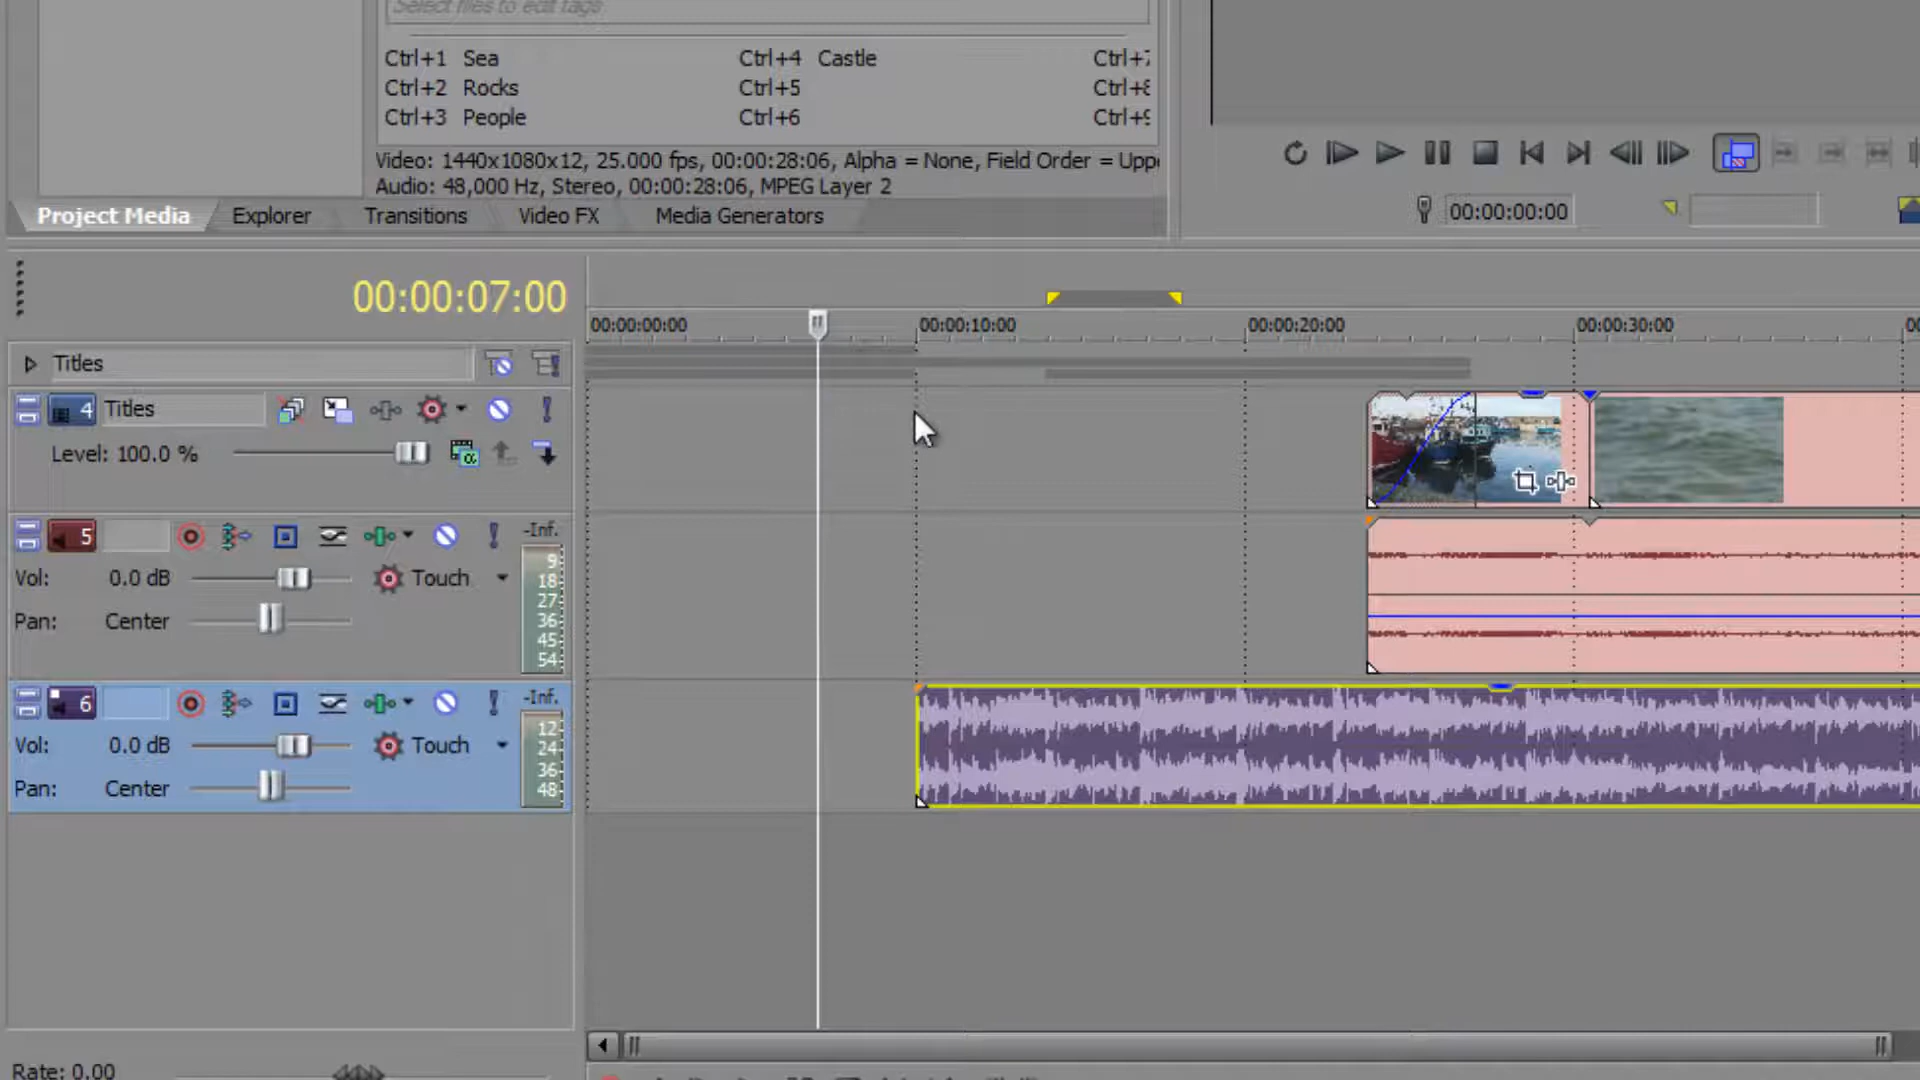 Select files to edit tags
Ctrl+1 Sea Ctrl+4 Castle Ctrl+7
Ctrl+2 Rocks Ctrl+5 Ctrl+8
Ctrl+3 People Ctrl+6 Ctrl+9
Video: 1440x1080x12, 25.000 fps, 00:00:28:06, Alpha = None, Field Order = Uppe
Audio: 48,000 Hz, Stereo, 00:00:28:06, MPEG Layer 2
Project Media Explorer Transitions Video FX Media Generators
00:00:00:00
00:00:07:00
00:00:00:00 00:00:10:00 00:00:20:00 00:00:30:00 00
Titles
4 Titles
Level: 100.0 %
5 -Inf.
9
Vol: 0.0 dB Touch 18
27
Pan: Center 36
45
54
6 -Inf.
12
Vol: 0.0 dB Touch 24
36
Pan: Center 48
Rate: 0.00